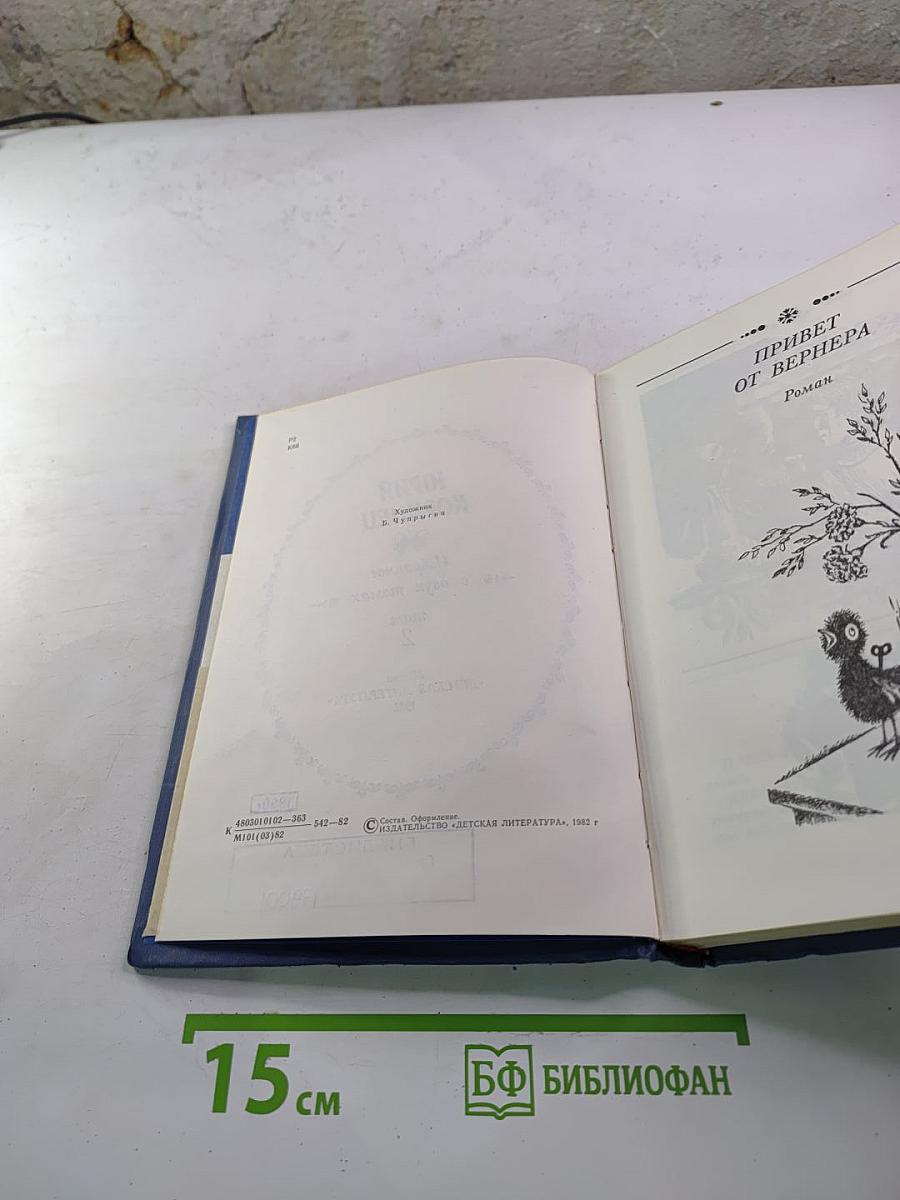 Р2
К66
Художник
Б. Чупрыгин
К 4803010102—363 542—82
М101(03)82
© Состав. Оформление.
ИЗДАТЕЛЬСТВО «ДЕТСКАЯ ЛИТЕРАТУРА», 1982 г
ПРИВЕТ
ОТ ВЕРНЕРА
Роман
15 см
БФ БИБЛИОФАН